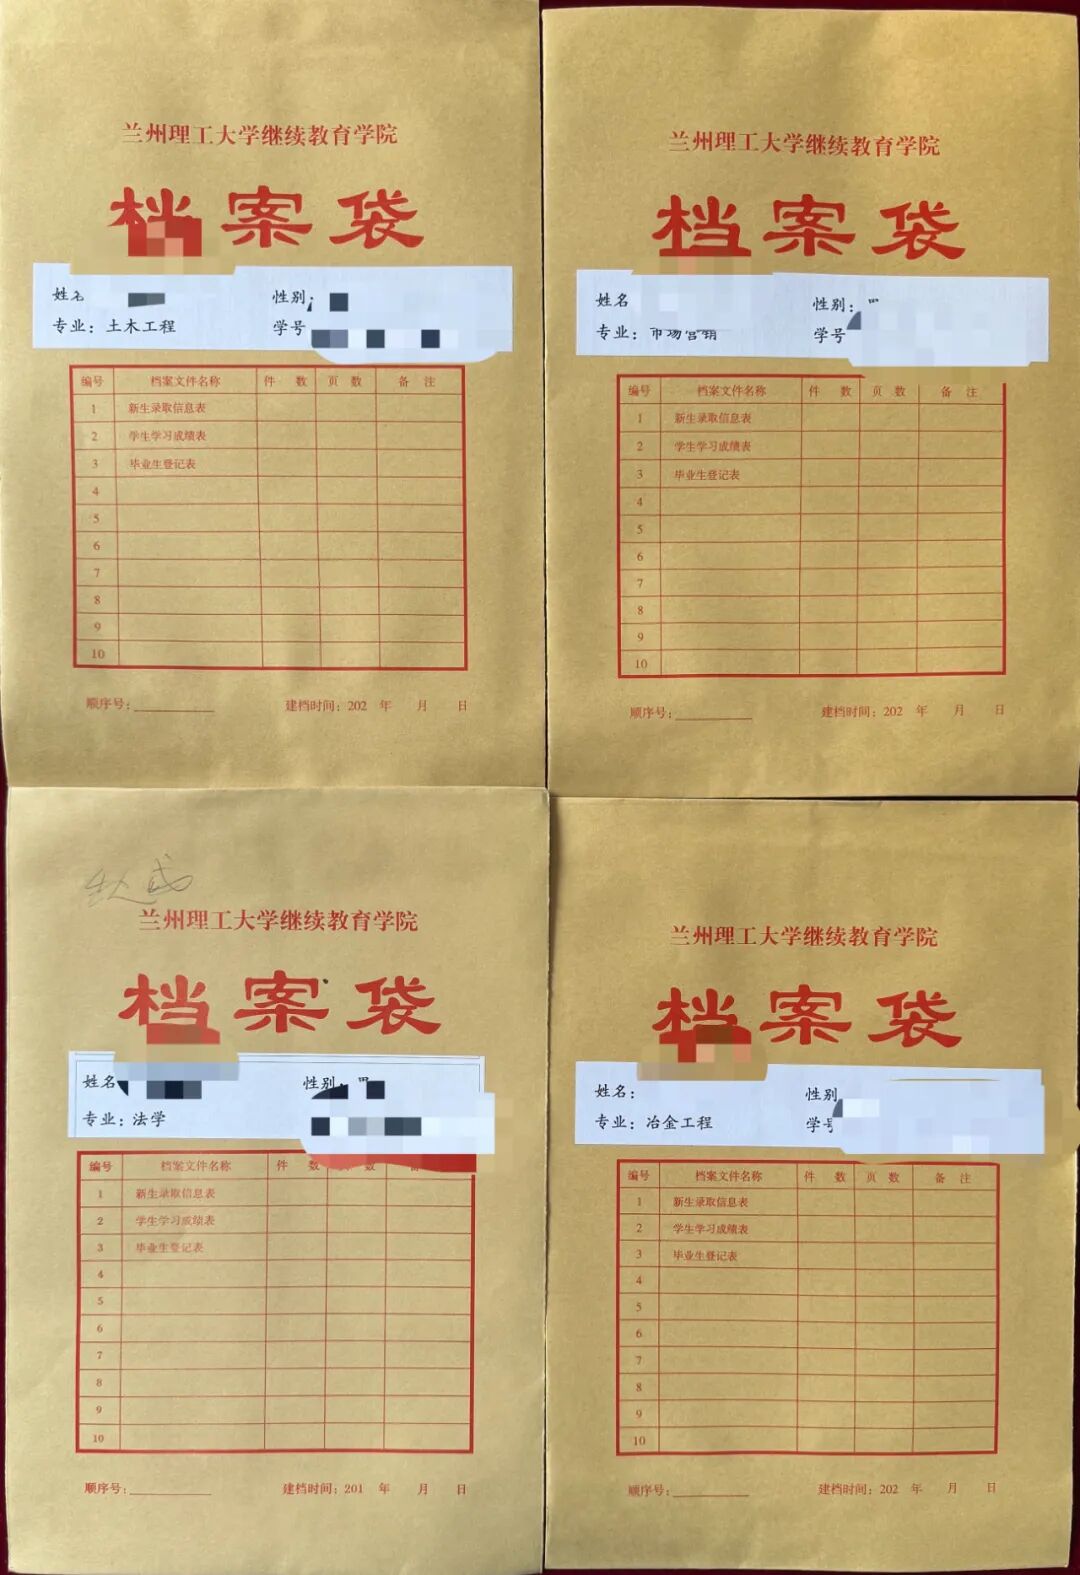 兰州理工大学继续教育学院
档案袋
姓名 性别:
专业: 土木工程 学号
编号 档案文件名称 件 数 页 数 备 注
1 新生录取信息表
2 学生学习成绩表
3 毕业生登记表
4
5
6
7
8
9
10
顺序号: 建档时间: 202 年 月 日
兰州理工大学继续教育学院
档案袋
姓名 性别:
专业: 市场营销 学号
编号 档案文件名称 件 数 页 数 备 注
1 新生录取信息表
2 学生学习成绩表
3 毕业生登记表
4
5
6
7
8
9
10
顺序号: 建档时间: 202 年 月 日
兰州理工大学继续教育学院
档案袋
姓名 性别:
专业: 法学
编号 档案文件名称 件 数 数
1 新生录取信息表
2 学生学习成绩表
3 毕业生登记表
4
5
6
7
8
9
10
顺序号: 建档时间: 201 年 月 日
兰州理工大学继续教育学院
档案袋
姓名: 性别
专业: 冶金工程 学号
编号 档案文件名称 件 数 页 数 备 注
1 新生录取信息表
2 学生学习成绩表
3 毕业生登记表
4
5
6
7
8
9
10
顺序号: 建档时间: 202 年 月 日